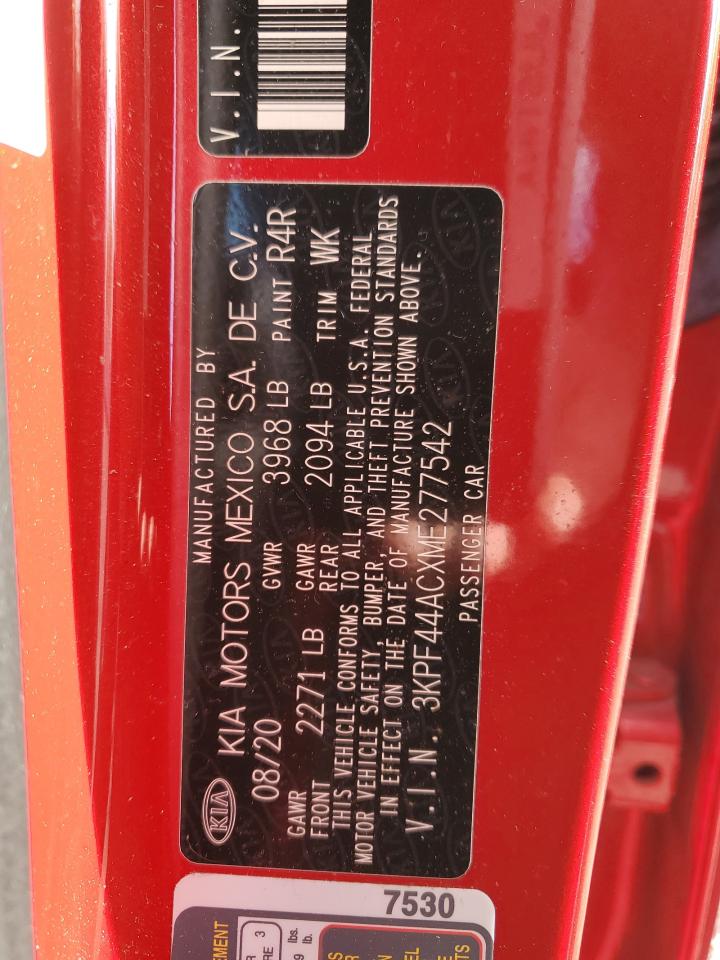 V.I.N.
MANUFACTURED BY
KIA KIA MOTORS MEXICO S.A. DE C.V.
08/20 GVWR 3968 LB PAINT R4R
GAWR FRONT 2271 LB GAWR REAR 2094 LB TRIM WK
THIS VEHICLE CONFORMS TO ALL APPLICABLE U.S.A. FEDERAL
MOTOR VEHICLE SAFETY, BUMPER, AND THEFT PREVENTION STANDARDS
IN EFFECT ON THE DATE OF MANUFACTURE SHOWN ABOVE.
V.I.N. 3KPF44ACXME277542
PASSENGER CAR
7530